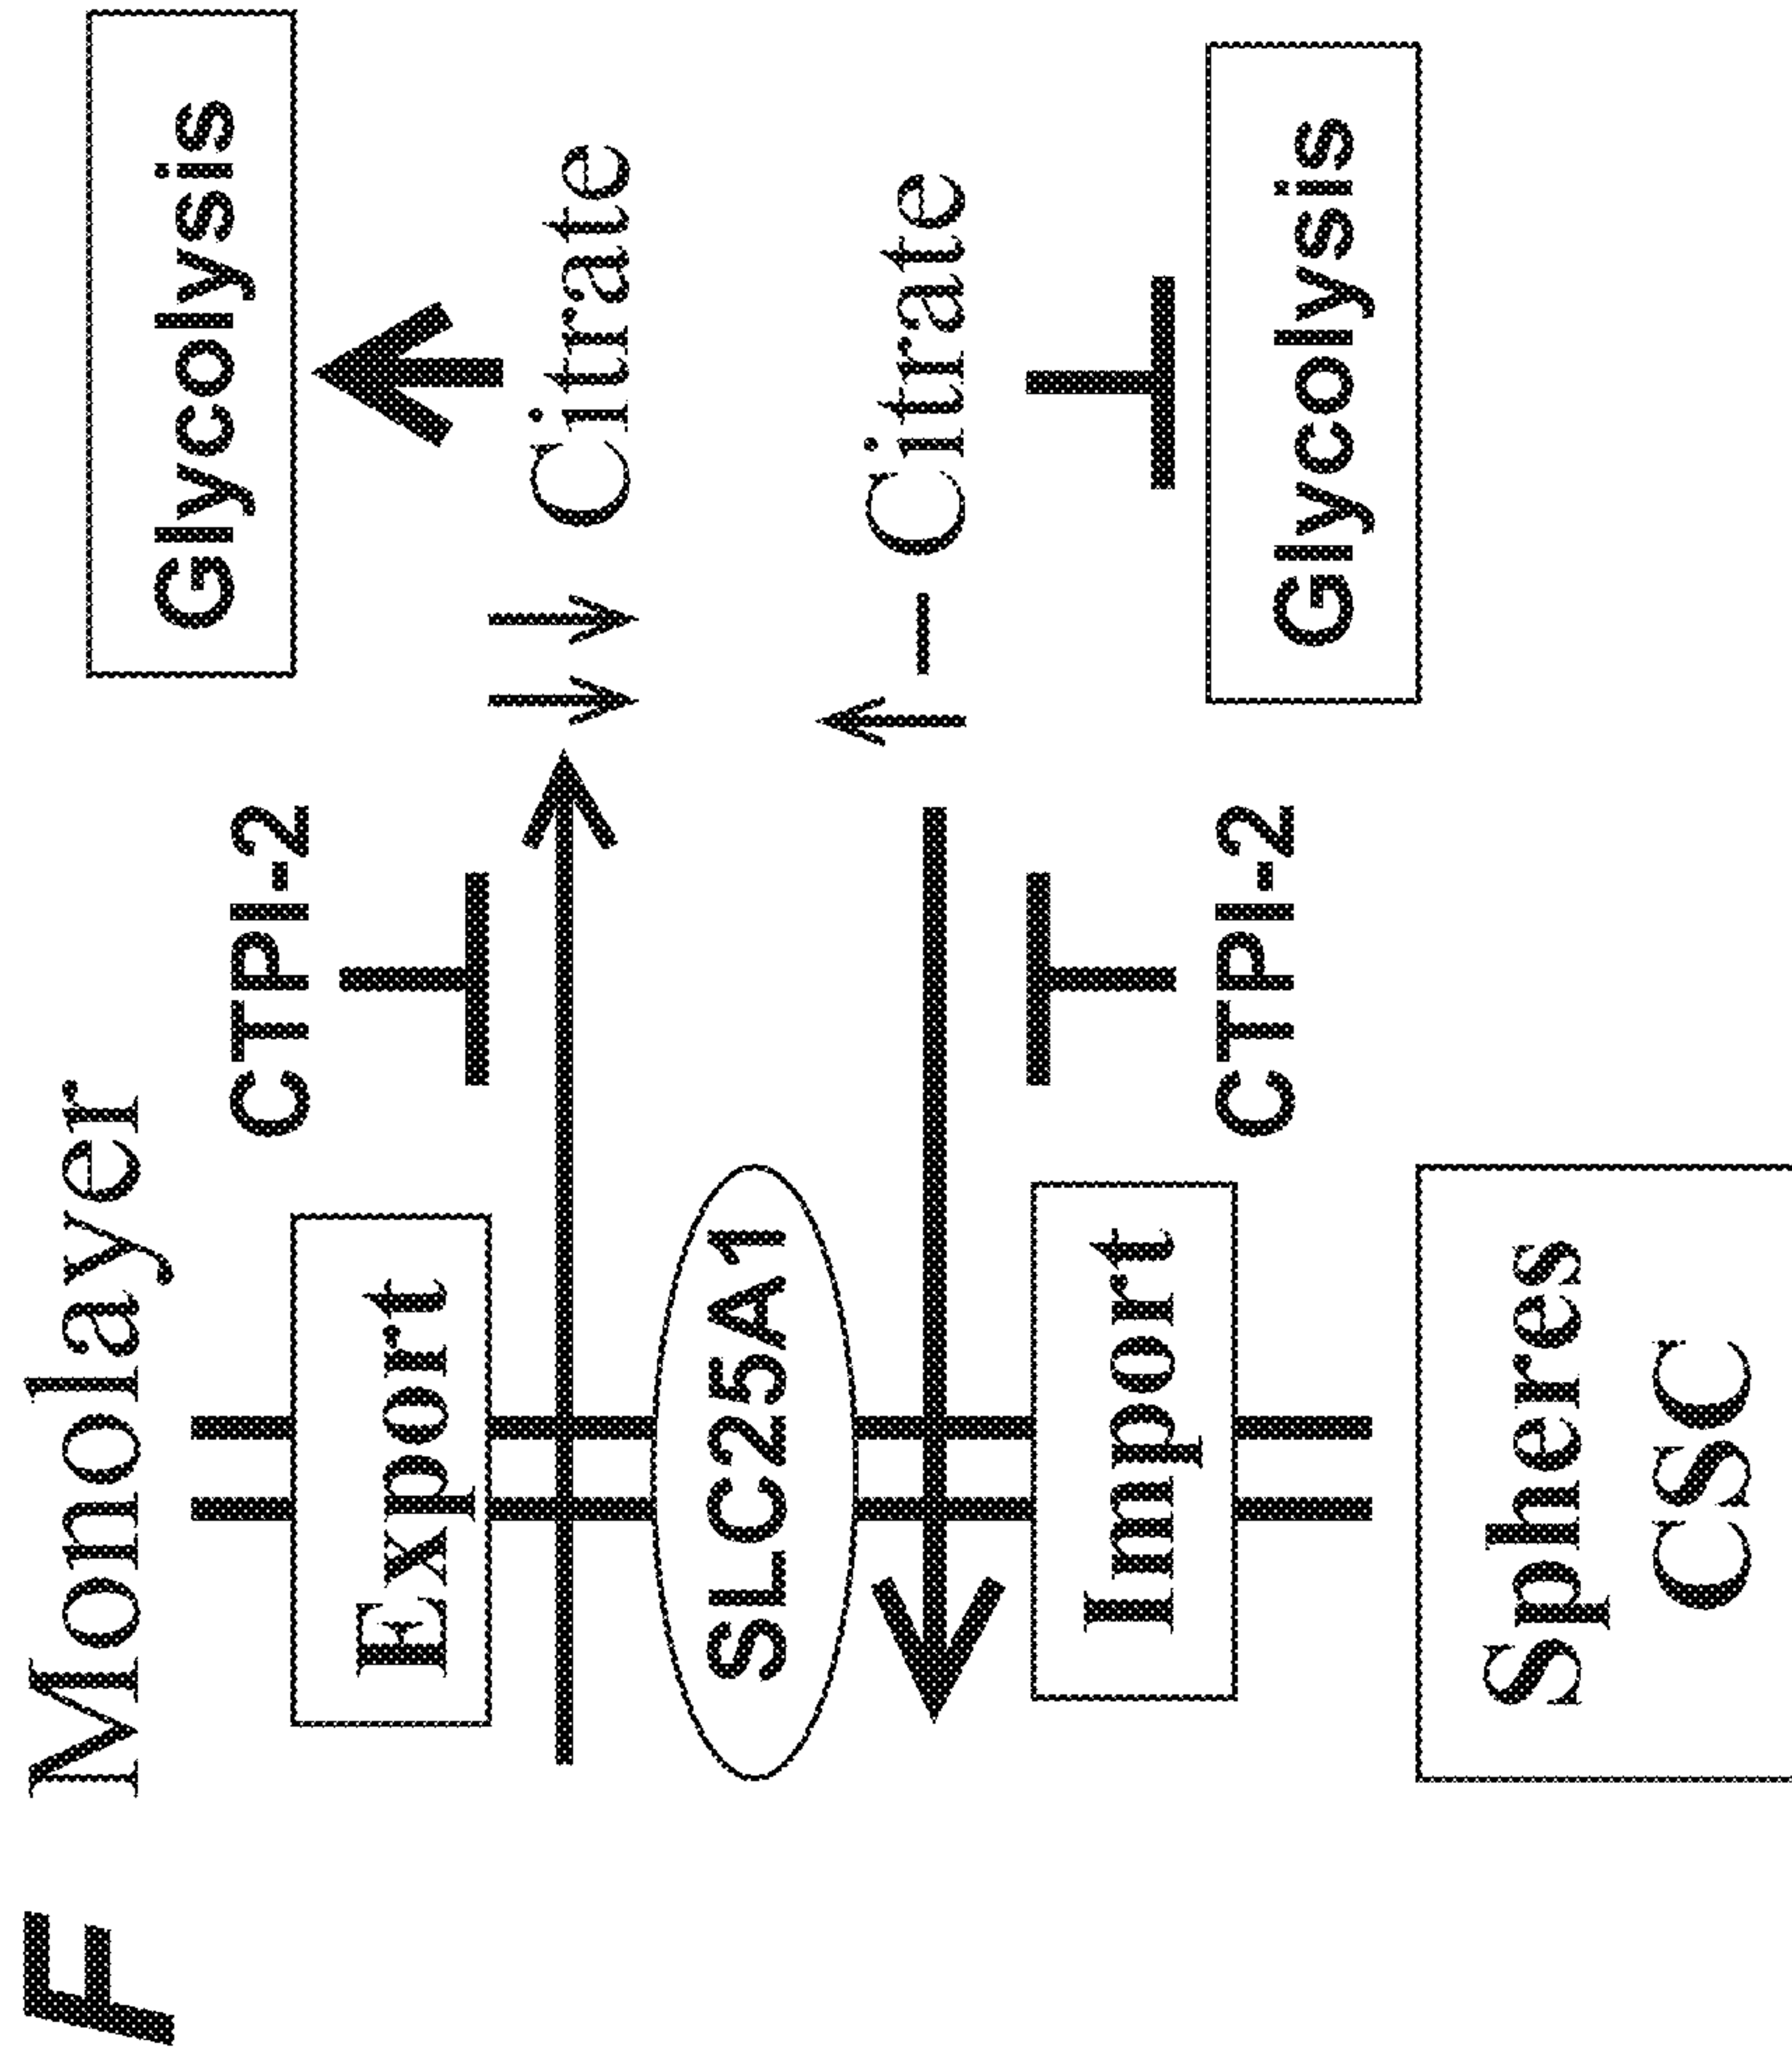 F
Monolayer
Export
CTPI-2
Glycolysis
Citrate
SLC25A1
Citrate
Import
CTPI-2
Glycolysis
Spheres
CSC